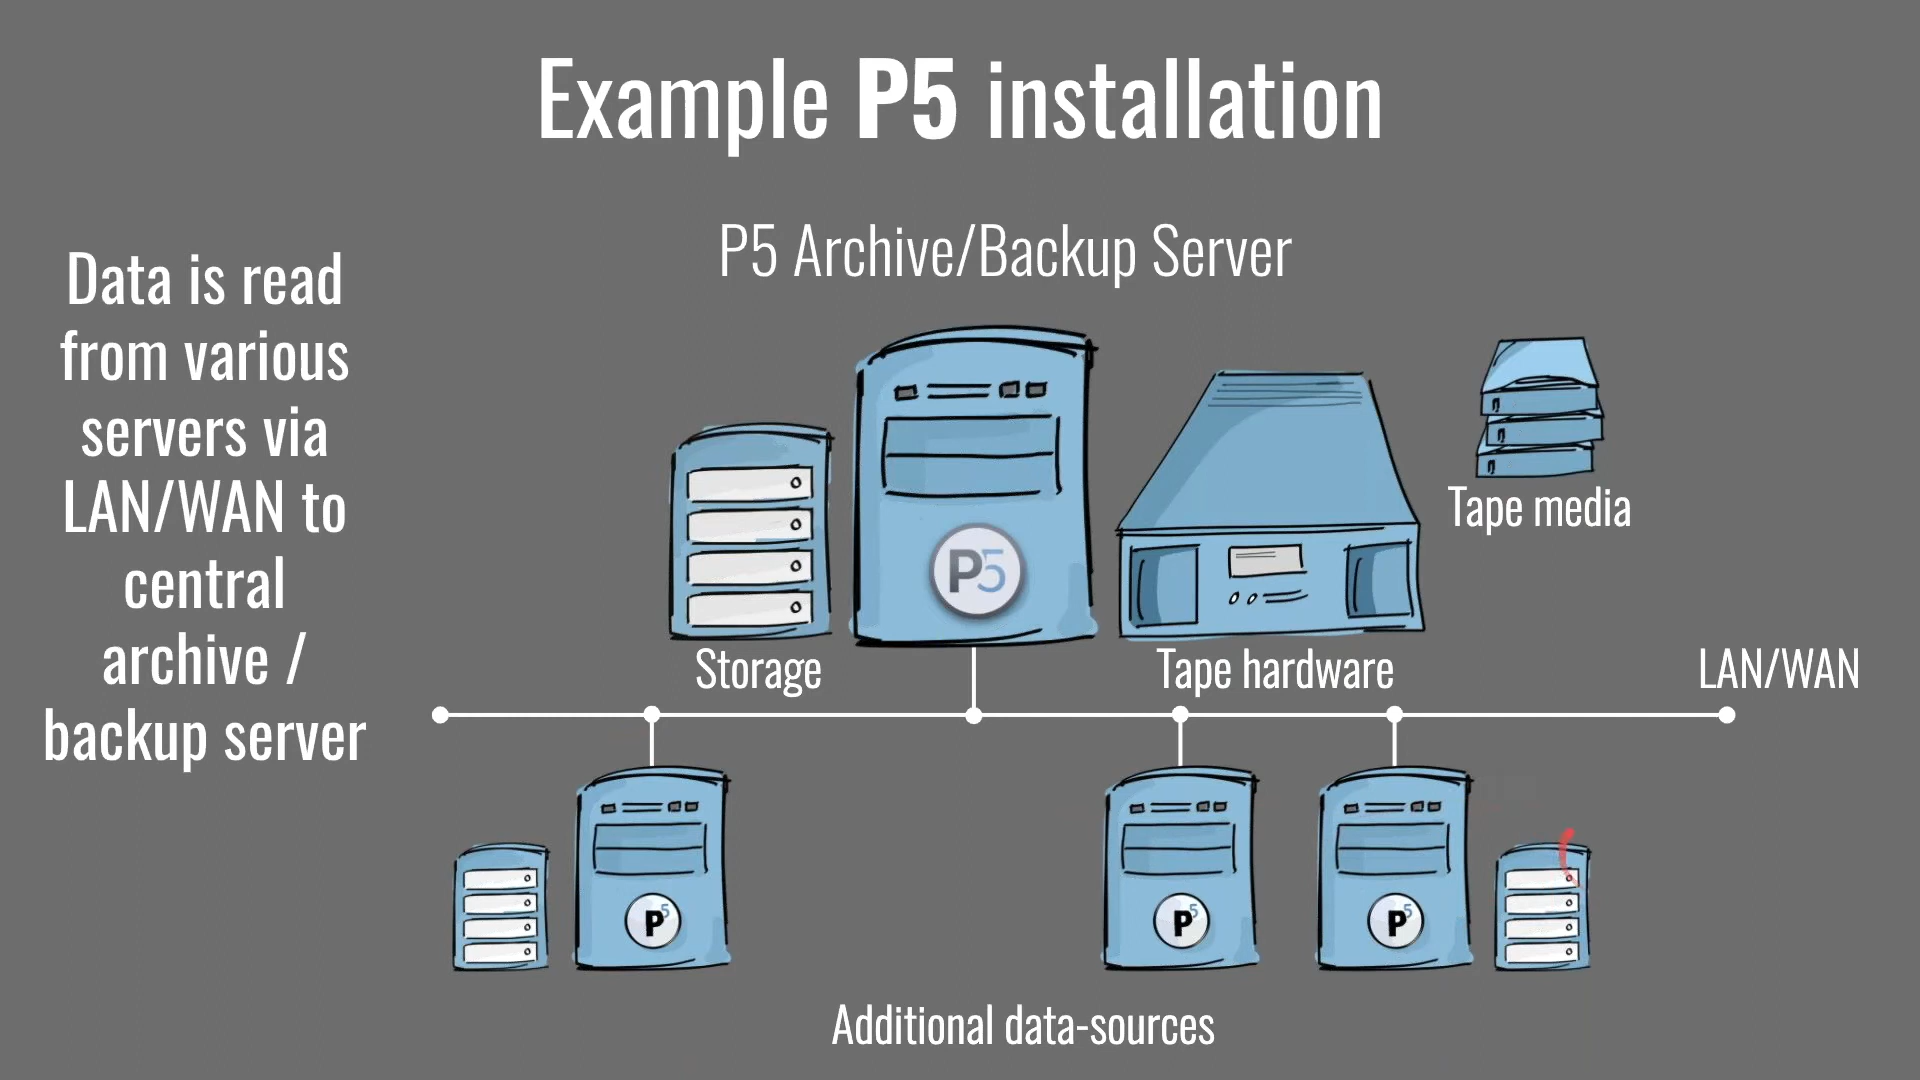 Example P5 installation
P5 Archive/Backup Server
Data is read
from various
servers via
LAN/WAN to
central
archive /
backup server
Tape media
P5
Storage
Tape hardware
LAN/WAN
P5
P5
P5
Additional data-sources